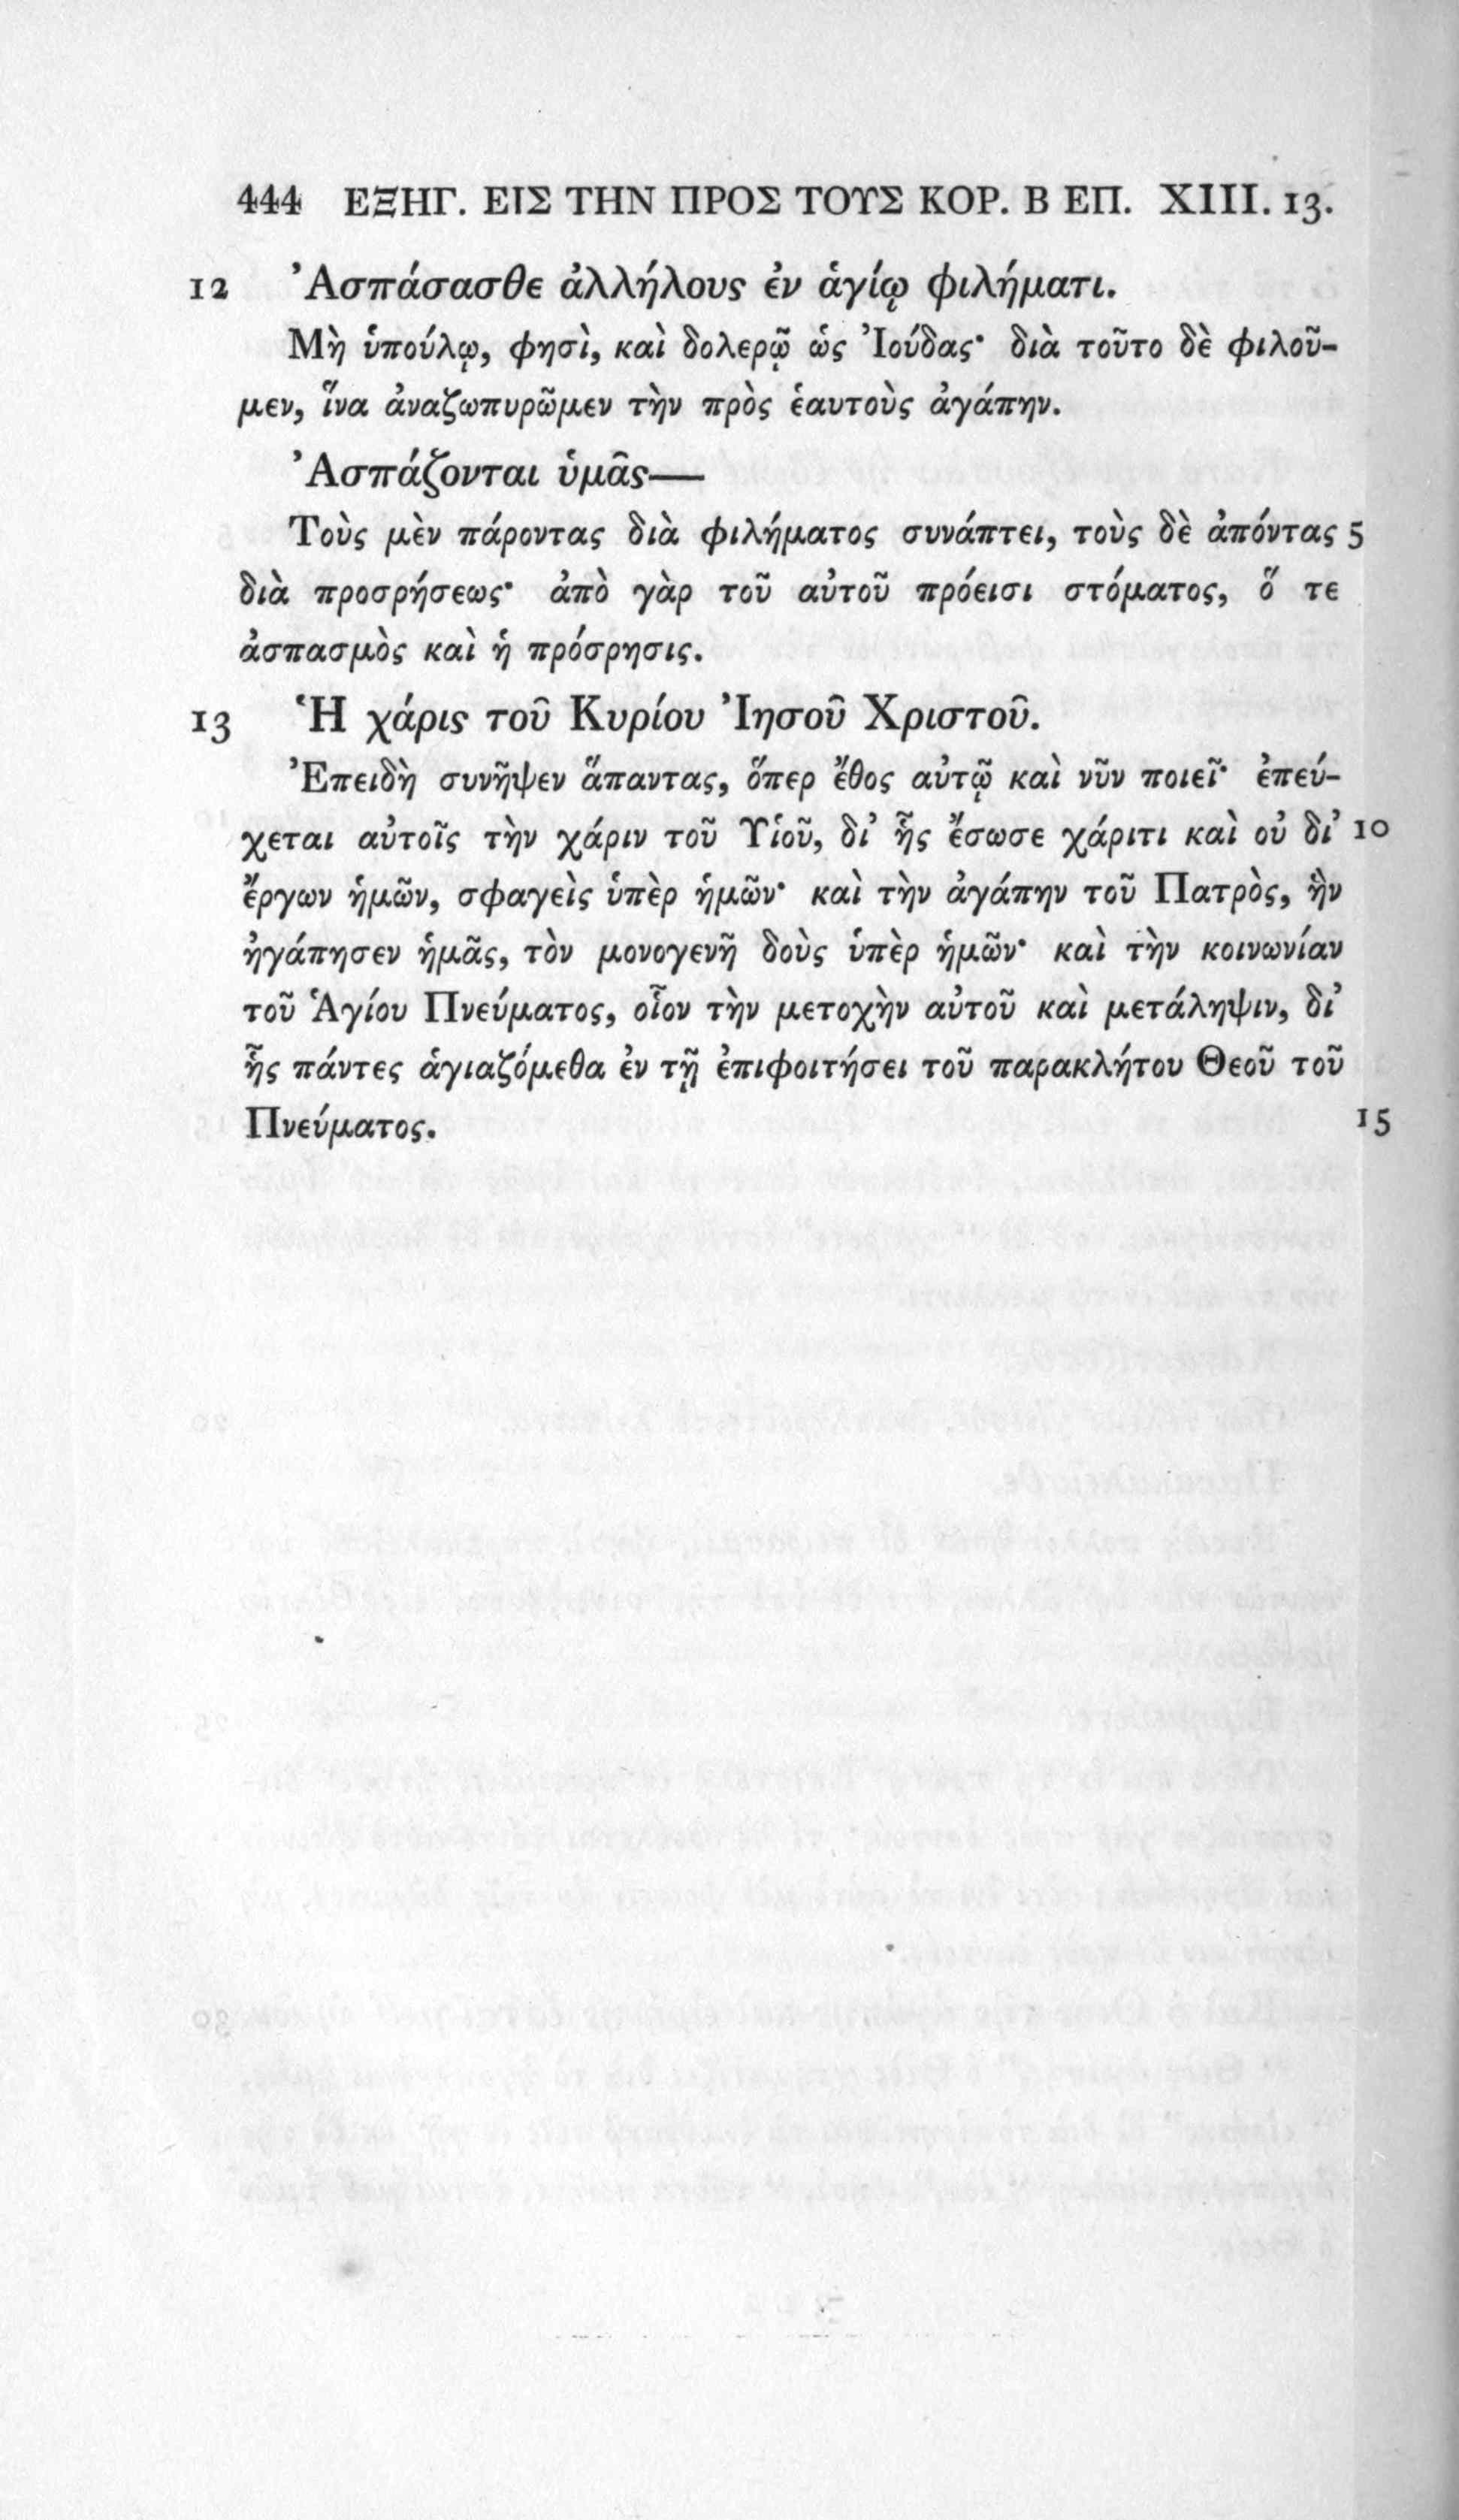 444 ΕΞΗΓ. ΕΙΣ ΤΗΝ ΠΡΟΣ ΤΟΥΣ ΚΟΡ. Β ΕΠ. XIII. 13.
12 Ἀσπάσασθε ἀλλήλους ἐν ἁγίῳ φιλήματι.
Μὴ ὑπούλῳ, φησὶ, καὶ δολερῷ ὡς Ἰούδας· διὰ τοῦτο δὲ φιλοῦ-
μεν, ἵνα ἀναζωπυρῶμεν τὴν πρὸς ἑαυτοὺς ἀγάπην.
Ἀσπάζονται ὑμᾶς—
Τοὺς μὲν πάροντας διὰ φιλήματος συνάπτει, τοὺς δὲ ἀπόντας 5
διὰ προσρήσεως· ἀπὸ γὰρ τοῦ αὐτοῦ πρόεισι στόματος, ὅ τε
ἀσπασμὸς καὶ ἡ πρόσρησις.
13 Ἡ χάρις τοῦ Κυρίου Ἰησοῦ Χριστοῦ.
Ἐπειδὴ συνῆψεν ἅπαντας, ὅπερ ἔθος αὐτῷ καὶ νῦν ποιεῖ· ἐπεύ-
χεται αὐτοῖς τὴν χάριν τοῦ Υἱοῦ, δι’ ἧς ἔσωσε χάριτι καὶ οὐ δι’ 10
ἔργων ἡμῶν, σφαγεὶς ὑπὲρ ἡμῶν· καὶ τὴν ἀγάπην τοῦ Πατρὸς, ἣν
ἠγάπησεν ἡμᾶς, τὸν μονογενῆ δοὺς ὑπὲρ ἡμῶν· καὶ τὴν κοινωνίαν
τοῦ Ἁγίου Πνεύματος, οἷον τὴν μετοχὴν αὐτοῦ καὶ μετάληψιν, δι’
ἧς πάντες ἁγιαζόμεθα ἐν τῇ ἐπιφοιτήσει τοῦ παρακλήτου Θεοῦ τοῦ
Πνεύματος. 15